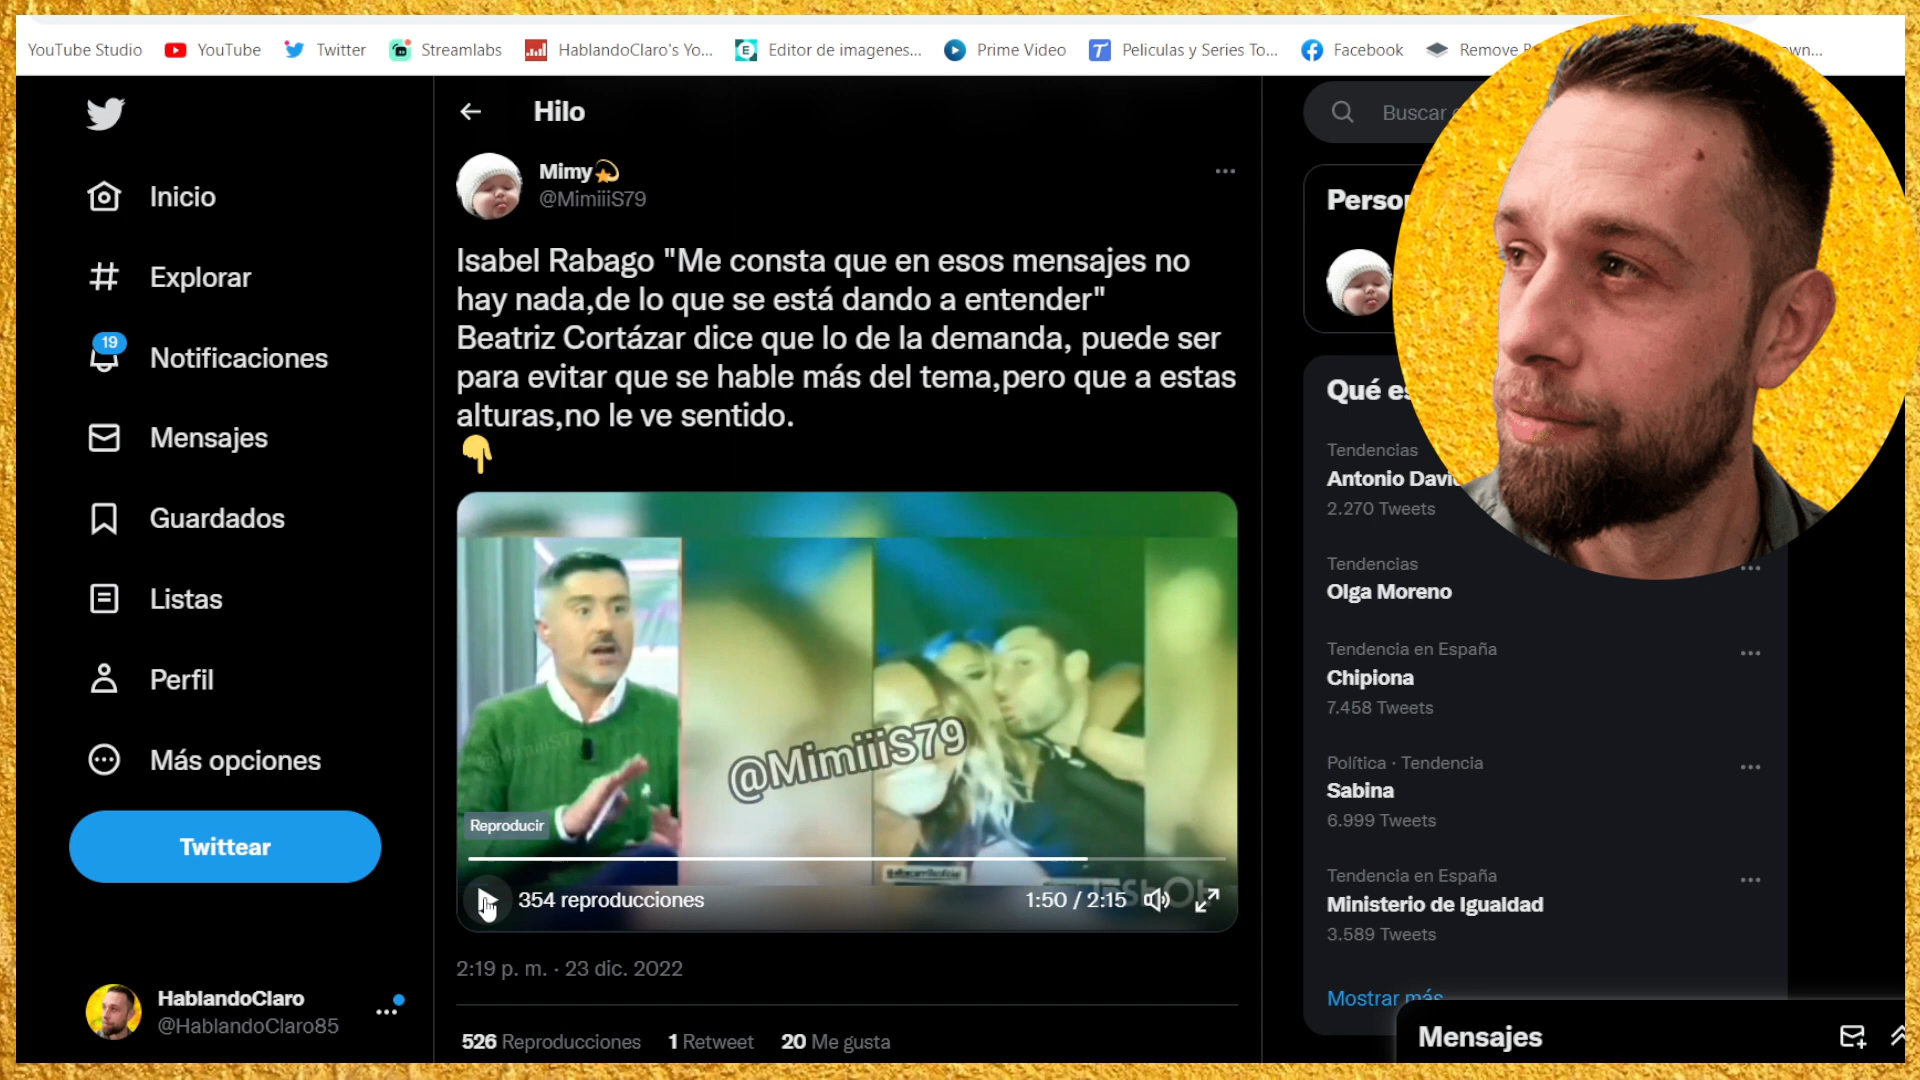 YouTube Studio
YouTube
Twitter
Streamlabs
HablandoClaro's Yo...
Editor de imagenes...
Prime Video
Peliculas y Series To...
Facebook
Remove
own...
Hilo
Buscar
Inicio
Explorar
19
Notificaciones
Mensajes
Guardados
Listas
Perfil
Más opciones
Twittear
HablandoClaro
@HablandoClaro85
Mimy
@MimiiiS79
Isabel Rabago "Me consta que en esos mensajes no
hay nada,de lo que se está dando a entender"
Beatriz Cortázar dice que lo de la demanda, puede ser
para evitar que se hable más del tema,pero que a estas
alturas,no le ve sentido.
@MimiiiS79
Reproducir
354 reproducciones
1:50 / 2:15
2:19 p. m. · 23 dic. 2022
526 Reproducciones 1 Retweet 20 Me gusta
Qué es
Tendencias
Antonio Davi
2.270 Tweets
Tendencias
Olga Moreno
Tendencia en España
Chipiona
7.458 Tweets
Política · Tendencia
Sabina
6.999 Tweets
Tendencia en España
Ministerio de Igualdad
3.589 Tweets
Mostrar más
Mensajes